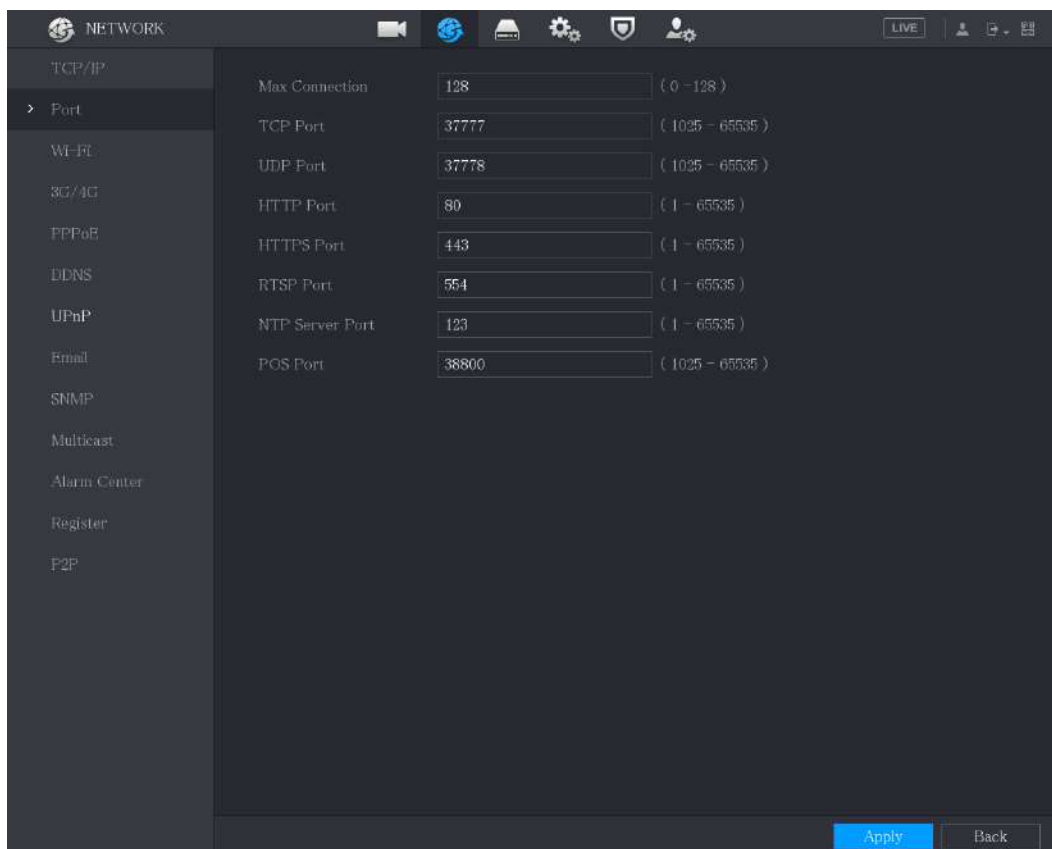 NETWORK
LIVE
TCP/IP
Port
Wi-Fi
3G/4G
PPPoE
DDNS
UPnP
Email
SNMP
Multicast
Alarm Center
Register
P2P
Max Connection 128 ( 0 -128 )
TCP Port 37777 ( 1025 - 65535 )
UDP Port 37778 ( 1025 - 65535 )
HTTP Port 80 ( 1 - 65535 )
HTTPS Port 443 ( 1 - 65535 )
RTSP Port 554 ( 1 - 65535 )
NTP Server Port 123 ( 1 - 65535 )
POS Port 38800 ( 1025 - 65535 )
Apply Back